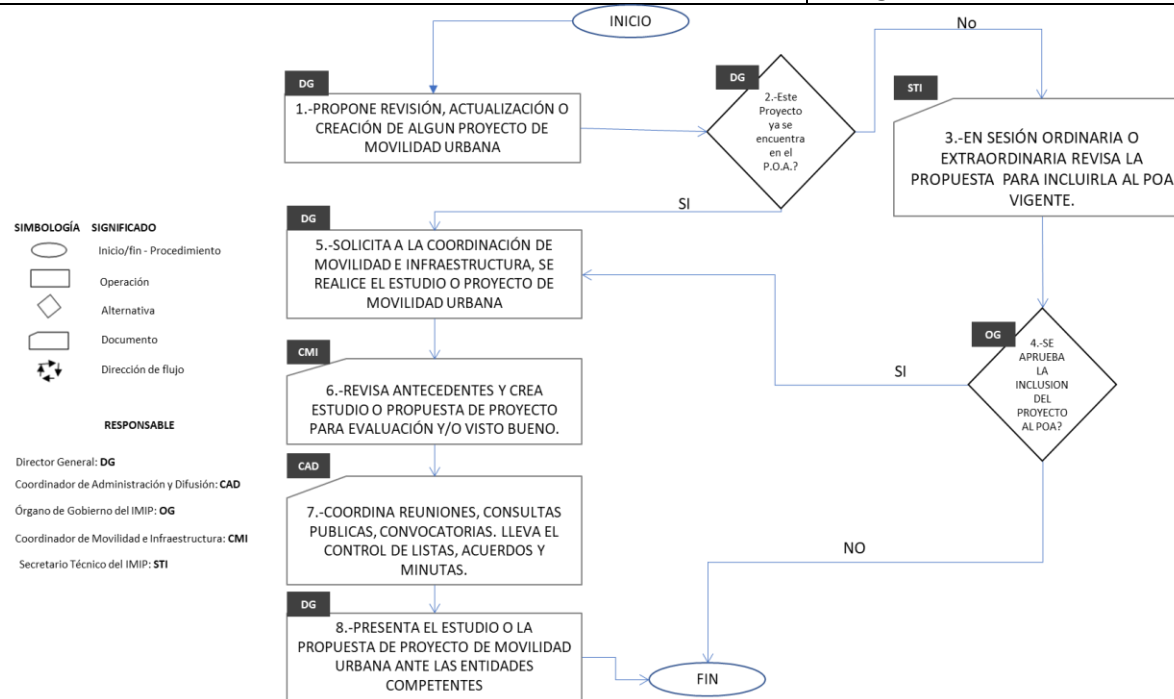 INICIO
No
DG
1.-PROPONE REVISIÓN, ACTUALIZACIÓN O
CREACIÓN DE ALGUN PROYECTO DE
MOVILIDAD URBANA
DG
2.-Este
Proyecto
ya se
encuentra
en el
P.O.A.?
STI
3.-EN SESIÓN ORDINARIA O
EXTRAORDINARIA REVISA LA
PROPUESTA PARA INCLUIRLA AL POA
VIGENTE.
SI
DG
5.-SOLICITA A LA COORDINACIÓN DE
MOVILIDAD E INFRAESTRUCTURA, SE
REALICE EL ESTUDIO O PROYECTO DE
MOVILIDAD URBANA
OG
4.-SE
APRUEBA
LA
INCLUSION
DEL
PROYECTO
AL POA?
SI
NO
CMI
6.-REVISA ANTECEDENTES Y CREA
ESTUDIO O PROPUESTA DE PROYECTO
PARA EVALUACIÓN Y/O VISTO BUENO.
CAD
7.-COORDINA REUNIONES, CONSULTAS
PUBLICAS, CONVOCATORIAS. LLEVA EL
CONTROL DE LISTAS, ACUERDOS Y
MINUTAS.
DG
8.-PRESENTA EL ESTUDIO O LA
PROPUESTA DE PROYECTO DE MOVILIDAD
URBANA ANTE LAS ENTIDADES
COMPETENTES
FIN
SIMBOLOGÍA SIGNIFICADO
Inicio/fin - Procedimiento
Operación
Alternativa
Documento
Dirección de flujo
RESPONSABLE
Director General: DG
Coordinador de Administración y Difusión: CAD
Órgano de Gobierno del IMIP: OG
Coordinador de Movilidad e Infraestructura: CMI
Secretario Técnico del IMIP: STI